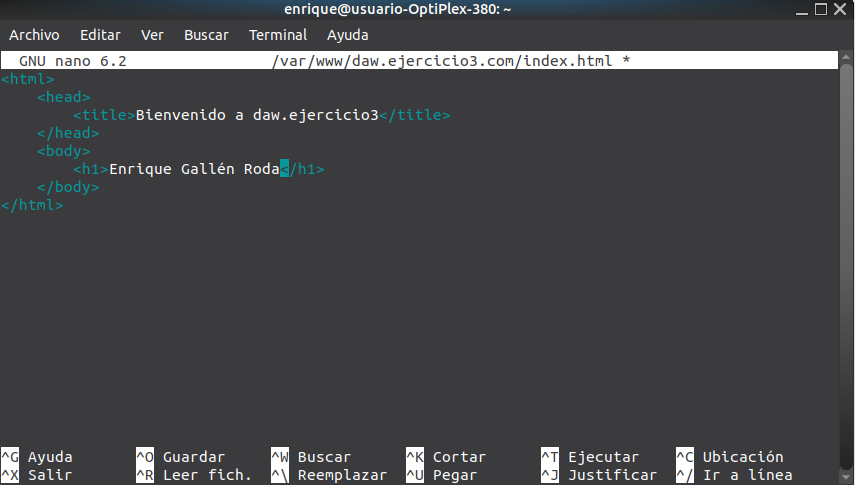 enrique@usuario-OptiPlex-380: ~
Archivo Editar Ver Buscar Terminal Ayuda
GNU nano 6.2 /var/www/daw.ejercicio3.com/index.html *
<html>
    <head>
        <title>Bienvenido a daw.ejercicio3</title>
    </head>
    <body>
        <h1>Enrique Gallén Roda</h1>
    </body>
</html>
^G Ayuda ^O Guardar ^W Buscar ^K Cortar ^T Ejecutar ^C Ubicación
^X Salir ^R Leer fich. ^\ Reemplazar ^U Pegar ^J Justificar ^/ Ir a línea